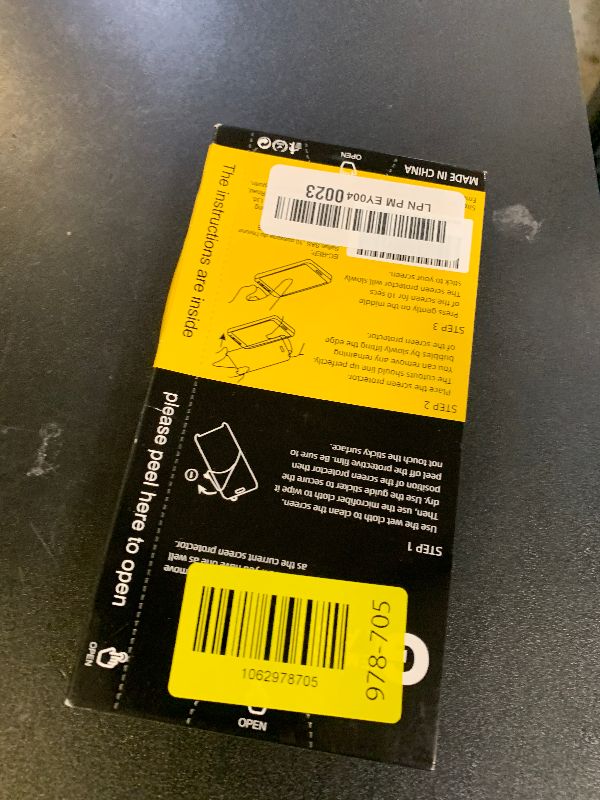 The instructions are inside
please peel here to open
OPEN
MADE IN CHINA
OPEN
LPN PM EY004 0023
STEP 1
Use the wet cloth to clean the screen.
Then, use the microfiber cloth to wipe it
dry. Use the guide sticker to secure the
position of the screen protector then
peel off the protective film. Be sure to
not touch the sticky surface.
as the current screen protector.
STEP 2
Place the screen protector.
The cutouts should line up perfectly.
You can remove any remaining
bubbles by slowly lifting the edge
of the screen protector.
STEP 3
Press gently on the middle
of the screen for 10 secs
The screen protector will slowly
stick to your screen.
1062978705
978-705
OPEN